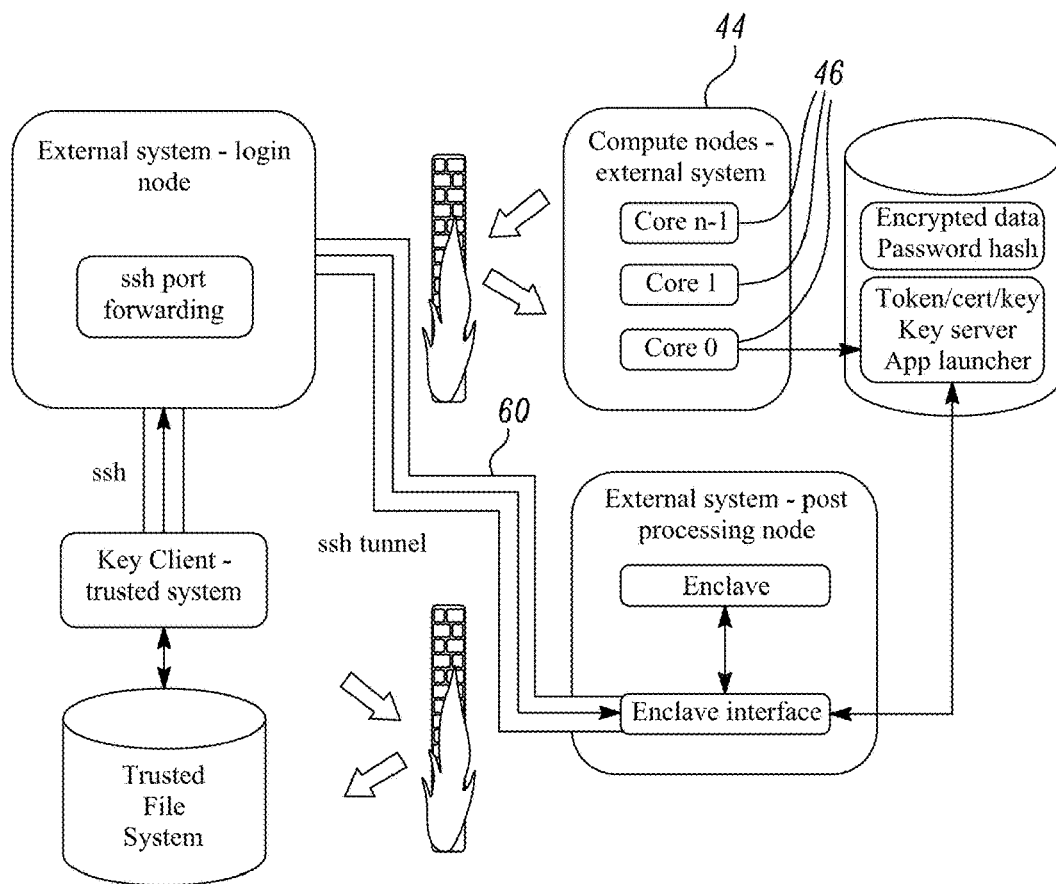 44
46
External system - login
node
ssh port
forwarding
Compute nodes -
external system
Core n-1
Core 1
Core 0
Encrypted data
Password hash
Token/cert/key
Key server
App launcher
60
ssh
ssh tunnel
Key Client -
trusted system
External system - post
processing node
Enclave
Enclave interface
Trusted
File
System